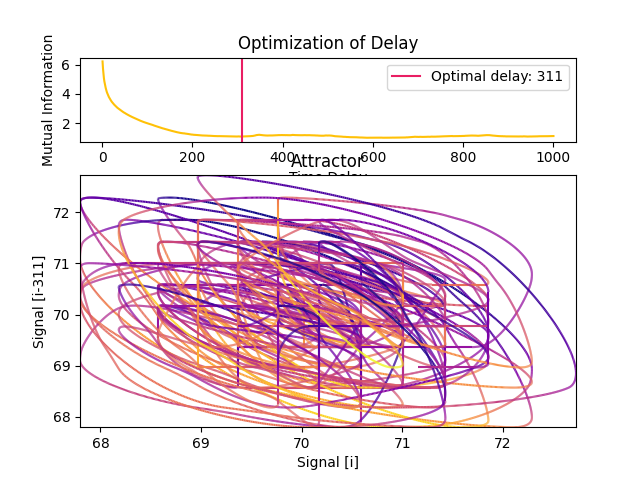 Optimization of Delay
Mutual Information
6
4
2
Optimal delay: 311
0 200 400 600 800 1000
Time Delay
Attractor
Signal [i-311]
72
71
70
69
68
68 69 70 71 72
Signal [i]